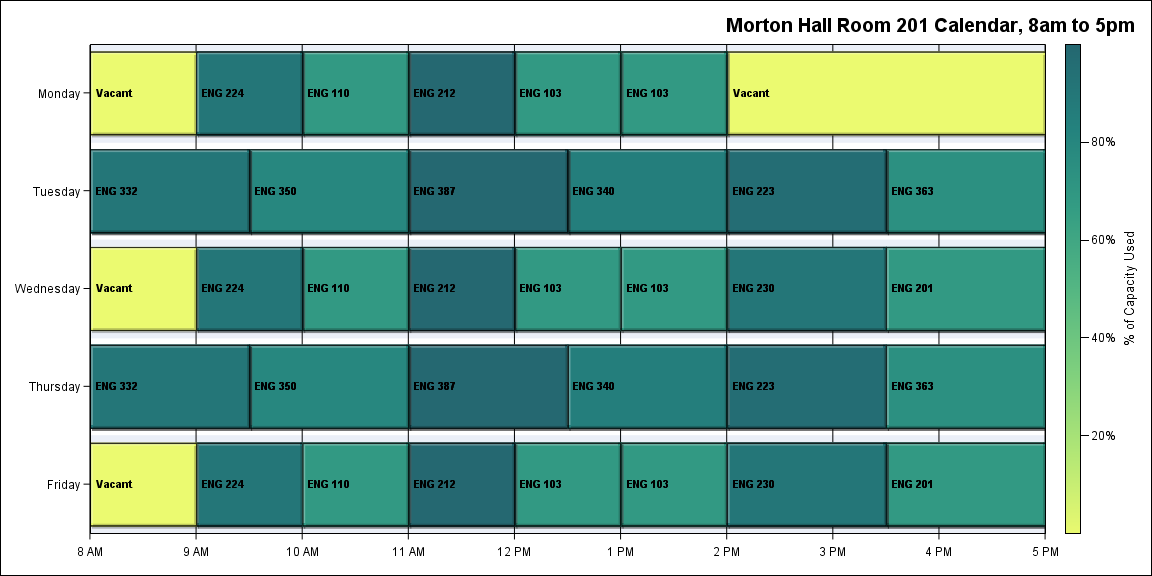 Morton Hall Room 201 Calendar, 8am to 5pm
Monday
Vacant
ENG 224
ENG 110
ENG 212
ENG 103
ENG 103
Vacant
Tuesday
ENG 332
ENG 350
ENG 387
ENG 340
ENG 223
ENG 363
Wednesday
Vacant
ENG 224
ENG 110
ENG 212
ENG 103
ENG 103
ENG 230
ENG 201
Thursday
ENG 332
ENG 350
ENG 387
ENG 340
ENG 223
ENG 363
Friday
Vacant
ENG 224
ENG 110
ENG 212
ENG 103
ENG 103
ENG 230
ENG 201
8 AM
9 AM
10 AM
11 AM
12 PM
1 PM
2 PM
3 PM
4 PM
5 PM
80%
60%
40%
20%
% of Capacity Used